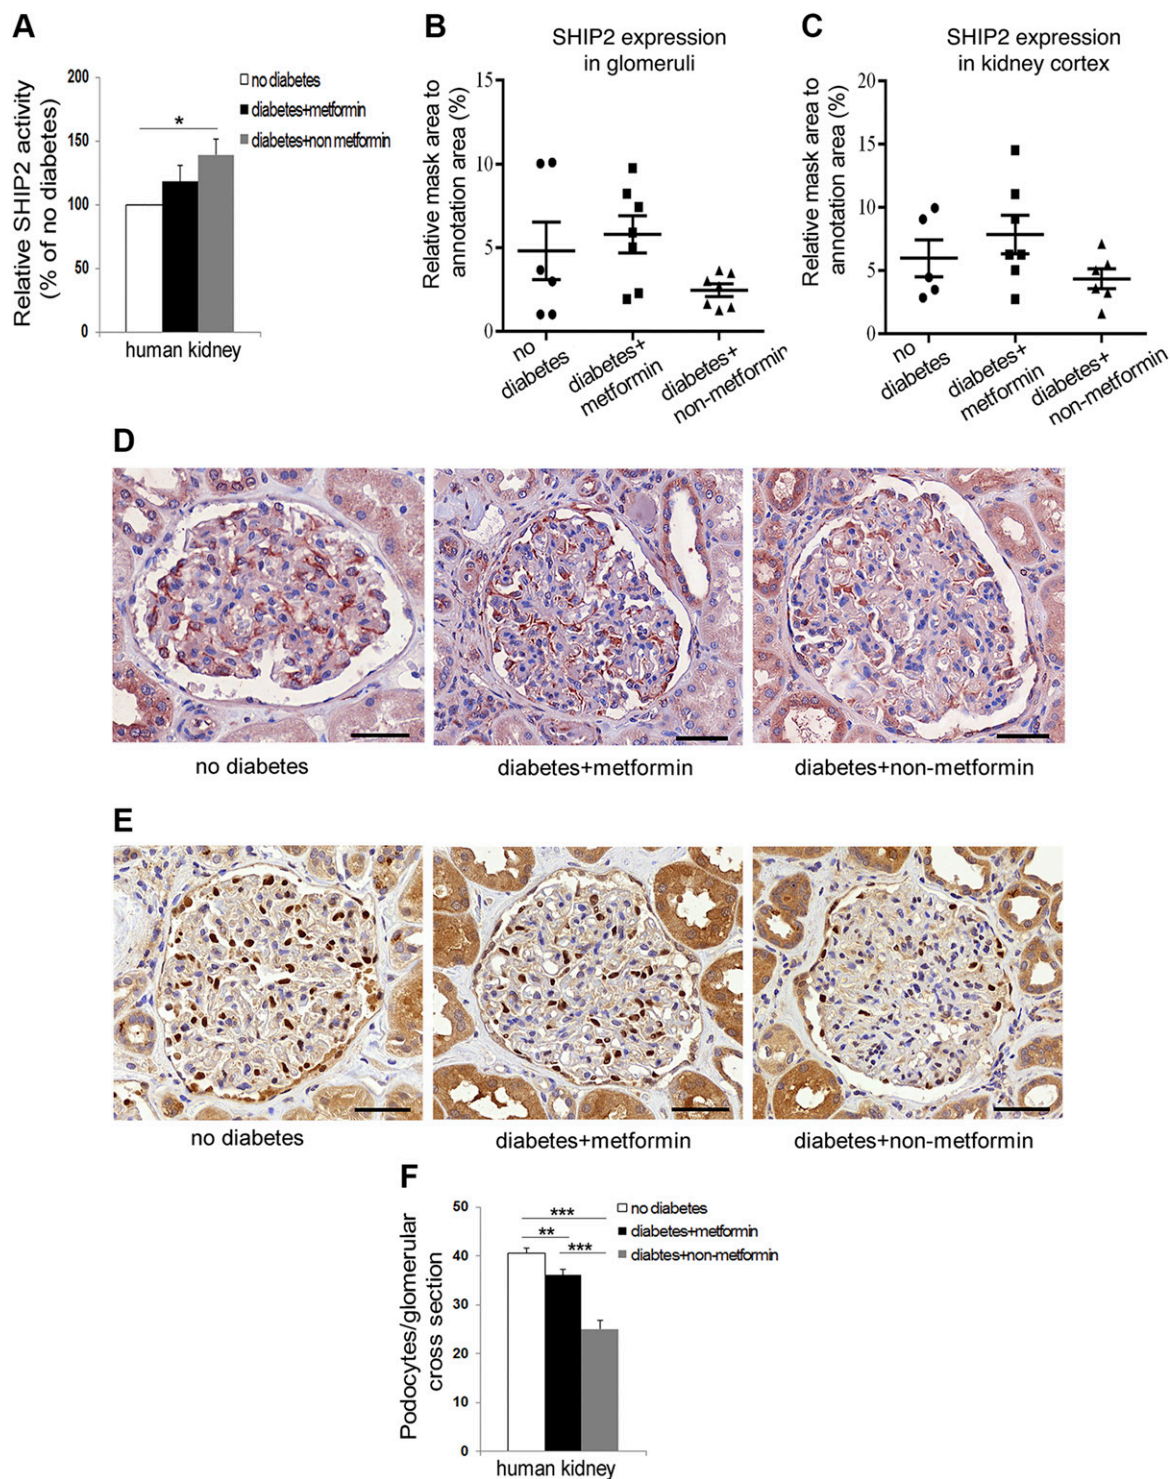 A
Relative SHIP2 activity
(% of no diabetes)
200
150
100
50
0
*
no diabetes
diabetes+metformin
diabetes+non metformin
human kidney
B
SHIP2 expression
in glomeruli
Relative mask area to
annotation area (%)
15
10
5
0
no
diabetes
diabetes+
metformin
diabetes+
non-metformin
C
SHIP2 expression
in kidney cortex
Relative mask area to
annotation area (%)
20
15
10
5
0
no
diabetes
diabetes+
metformin
diabetes+
non-metformin
D
no diabetes
diabetes+metformin
diabetes+non-metformin
E
no diabetes
diabetes+metformin
diabetes+non-metformin
F
Podocytes/glomerular
cross section
50
40
30
20
10
0
***
**
***
no diabetes
diabetes+metformin
diabtes+non-metformin
human kidney